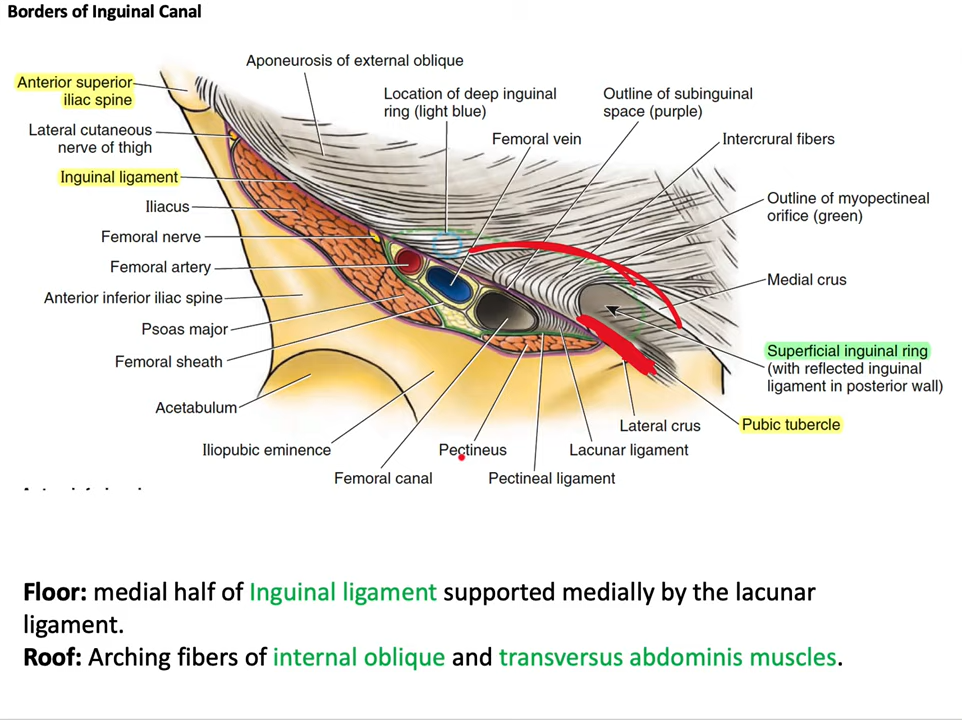 Borders of Inguinal Canal
Aponeurosis of external oblique
Anterior superior
iliac spine
Location of deep inguinal
ring (light blue)
Outline of subinguinal
space (purple)
Lateral cutaneous
nerve of thigh
Femoral vein
Intercrural fibers
Inguinal ligament
Iliacus
Outline of myopectineal
orifice (green)
Femoral nerve
Femoral artery
Medial crus
Anterior inferior iliac spine
Psoas major
Femoral sheath
Superficial inguinal ring
(with reflected inguinal
ligament in posterior wall)
Acetabulum
Lateral crus
Pubic tubercle
Iliopubic eminence
Pectineus
Lacunar ligament
Femoral canal
Pectineal ligament
Floor: medial half of Inguinal ligament supported medially by the lacunar
ligament.
Roof: Arching fibers of internal oblique and transversus abdominis muscles.